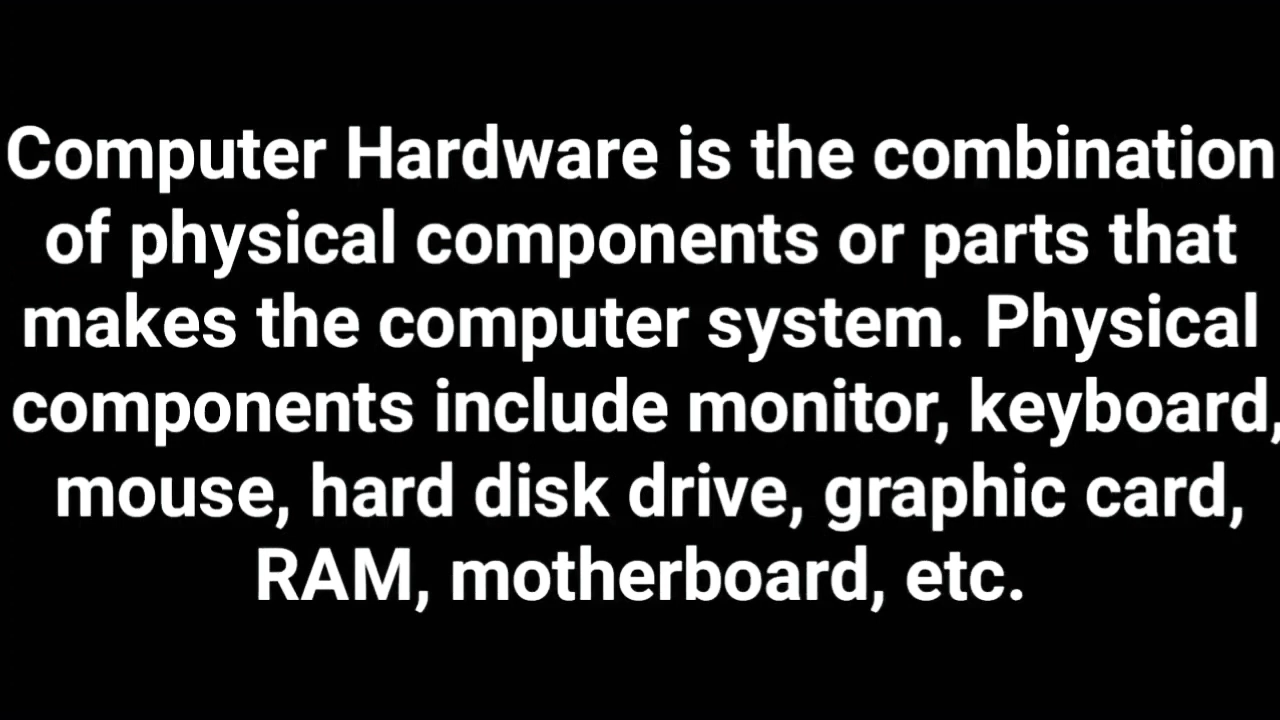 Computer Hardware is the combination
of physical components or parts that
makes the computer system. Physical
components include monitor, keyboard,
mouse, hard disk drive, graphic card,
RAM, motherboard, etc.